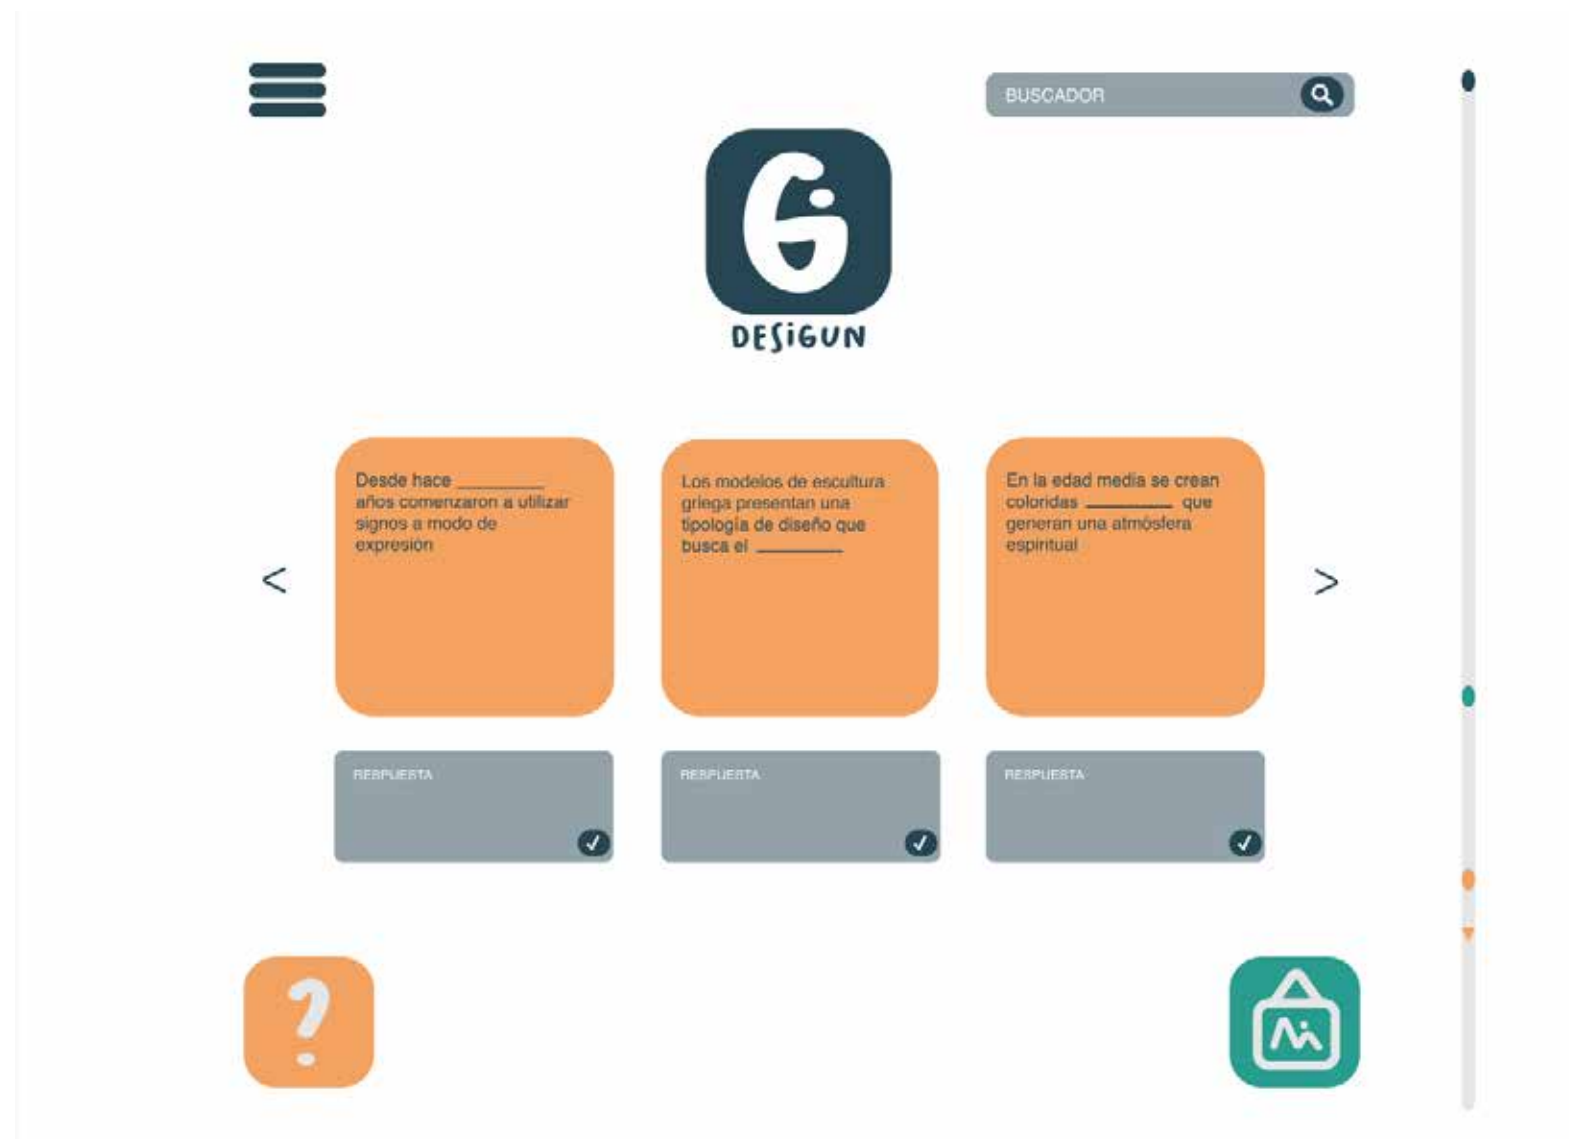 BUSCADOR
DESiGUN
Desde hace ________
años comenzaron a utilizar
signos a modo de
expresión
Los modelos de escultura
griega presentan una
tipología de diseño que
busca el ________
En la edad media se crean
coloridas ________ que
generan una atmósfera
espiritual
<
>
RESPUESTA
RESPUESTA
RESPUESTA
?